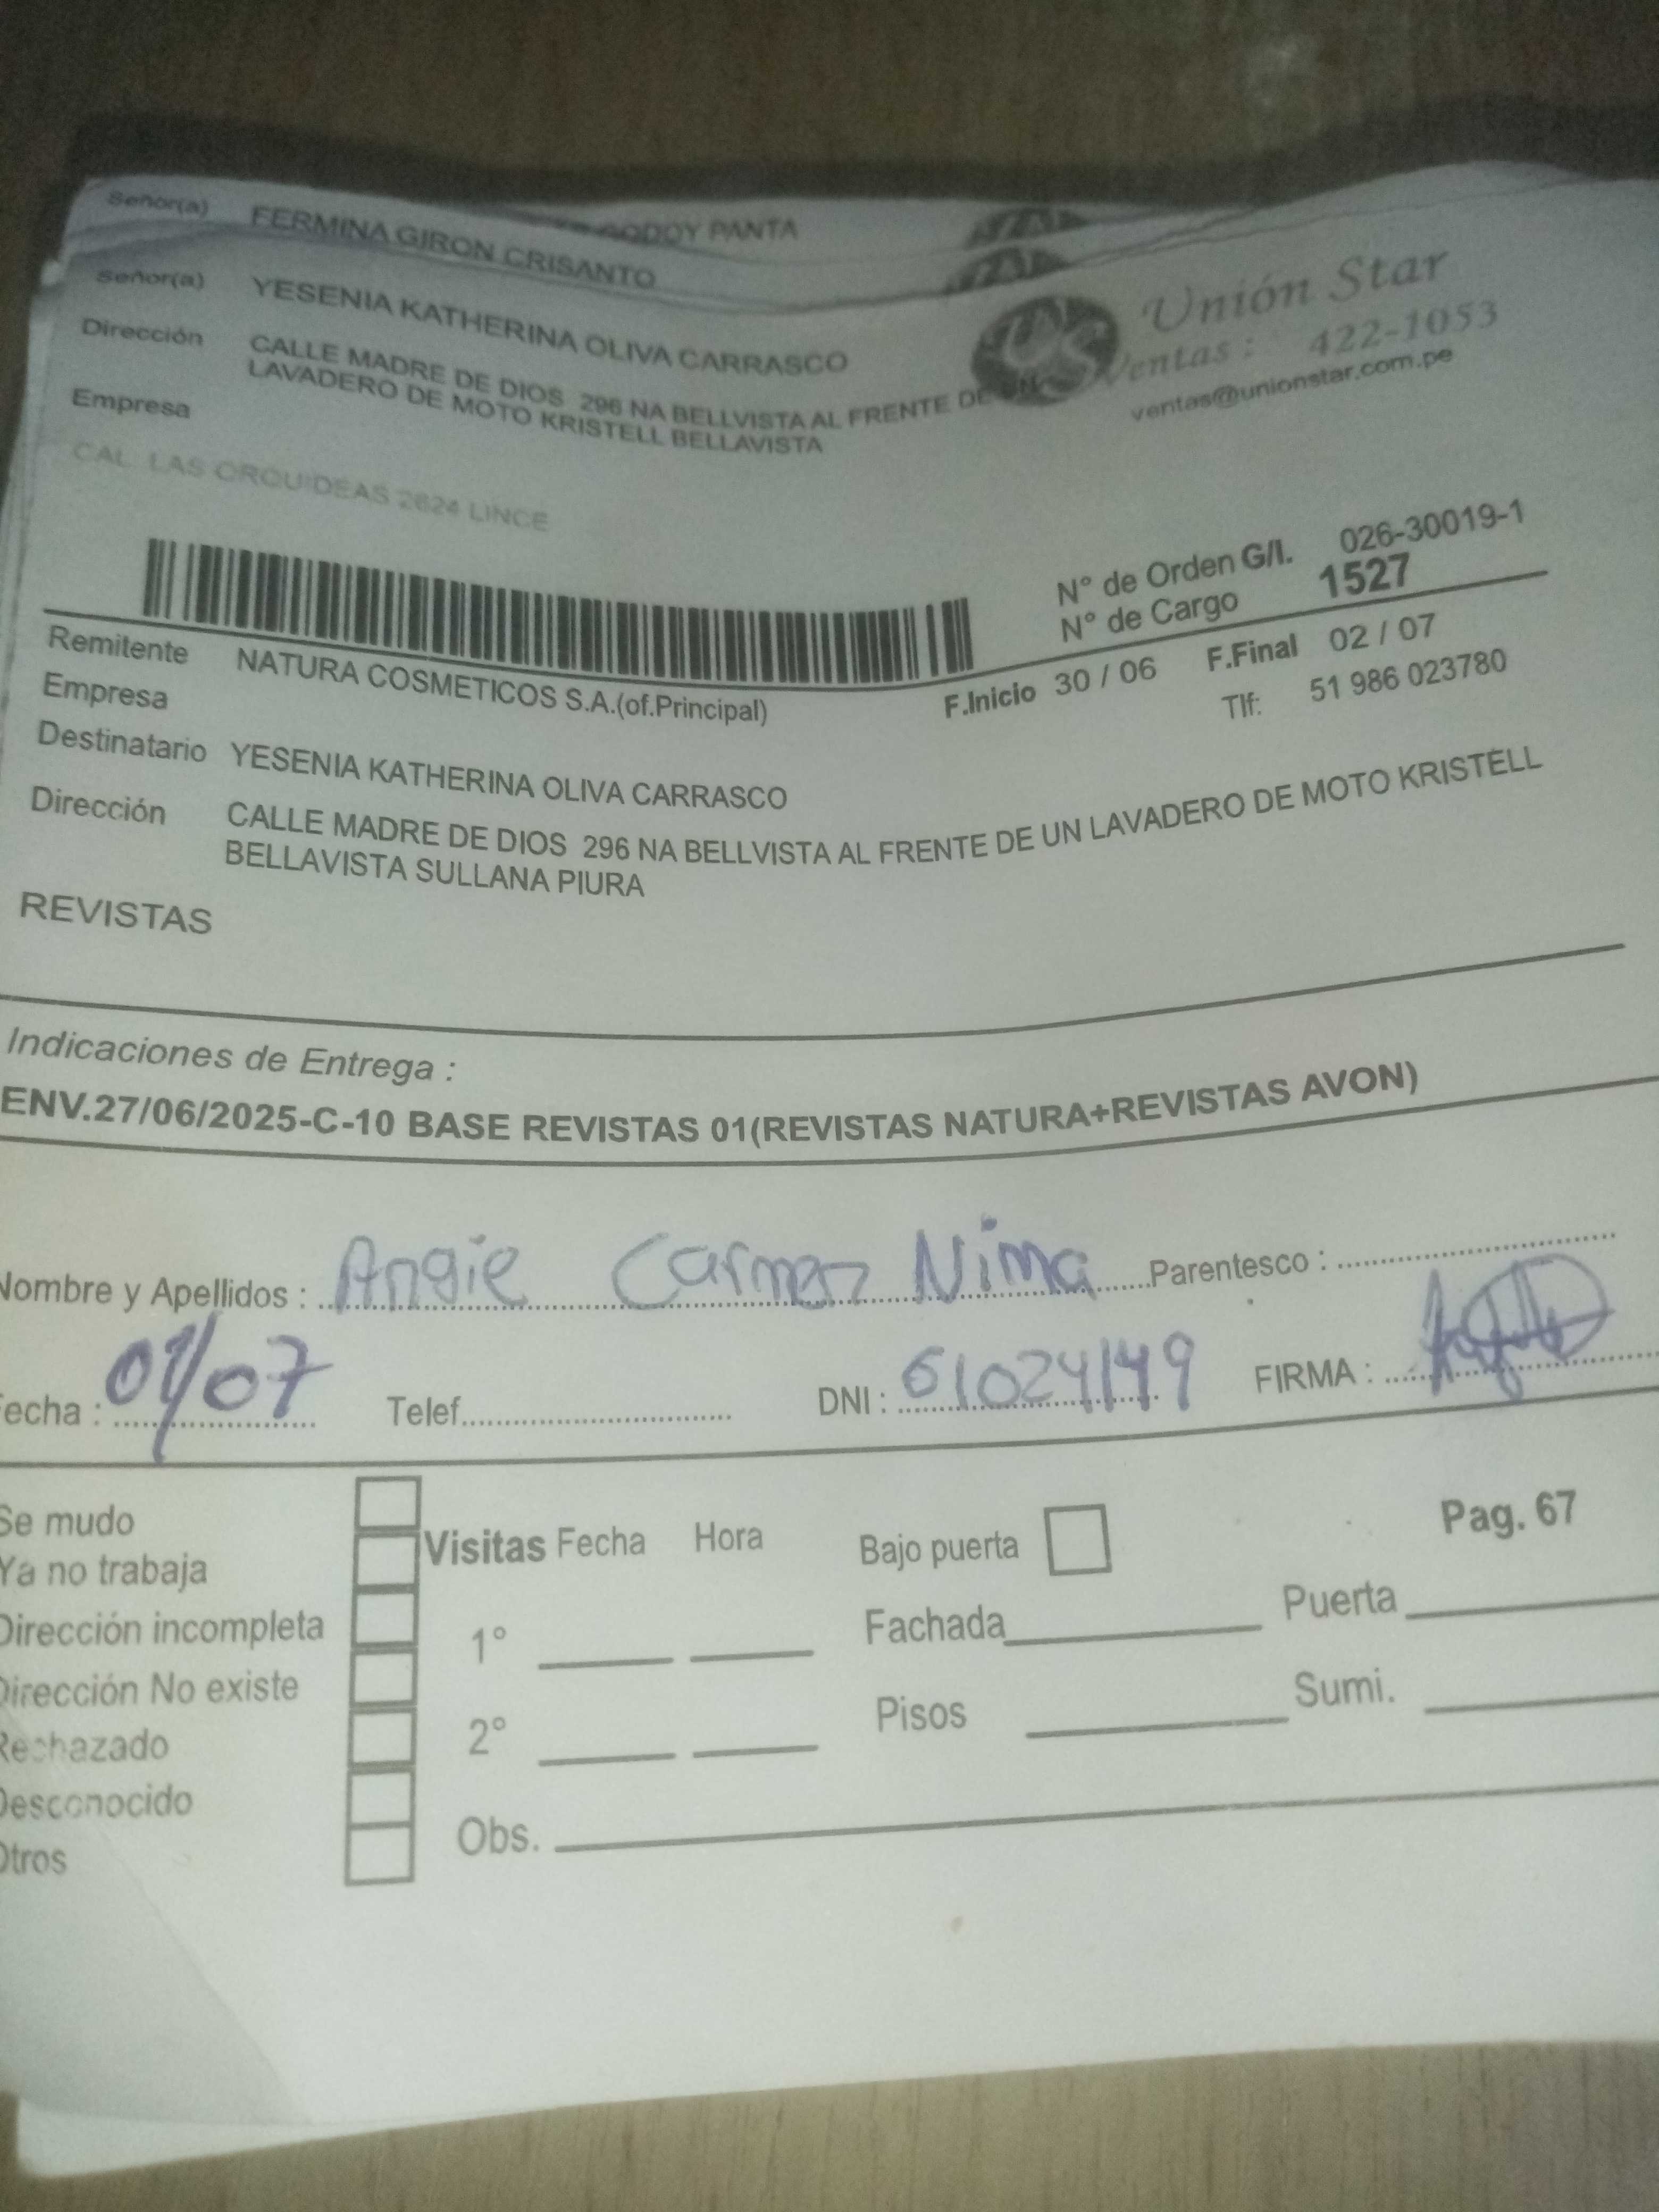 GODOY PANTA
Señor(a) FERMINA GIRON CRISANTO
Señor(a) YESENIA KATHERINA OLIVA CARRASCO
Dirección CALLE MADRE DE DIOS 296 NA BELLVISTA AL FRENTE DE UN
LAVADERO DE MOTO KRISTELL BELLAVISTA
Empresa
CAL. LAS ORQUIDEAS 2624 LINCE
US Unión Star
Ventas : 422-1053
ventas@unionstar.com.pe
N° de Orden G/I. 026-30019-1
N° de Cargo 1527
Remitente NATURA COSMETICOS S.A.(of.Principal)
F.Inicio 30 / 06 F.Final 02 / 07
Empresa
Tlf: 51 986 023780
Destinatario YESENIA KATHERINA OLIVA CARRASCO
Dirección CALLE MADRE DE DIOS 296 NA BELLVISTA AL FRENTE DE UN LAVADERO DE MOTO KRISTELL
BELLAVISTA SULLANA PIURA
REVISTAS
Indicaciones de Entrega :
ENV.27/06/2025-C-10 BASE REVISTAS 01(REVISTAS NATURA+REVISTAS AVON)
Nombre y Apellidos : Angie Carmen Nima Parentesco :
Fecha : 01/07 Telef. DNI : 61024149 FIRMA :
Se mudo
Ya no trabaja
Dirección incompleta
Dirección No existe
Rechazado
Desconocido
Otros
Visitas Fecha Hora
1°
2°
Obs.
Bajo puerta
Pag. 67
Fachada Puerta
Pisos Sumi.